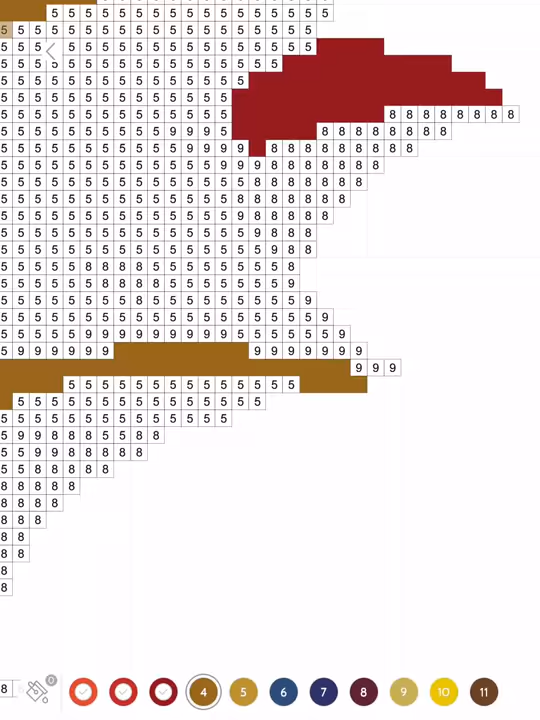 5 5 5 5 5 5 5 5 5 5 5 5 5 5 5 5 5
5 5 5 5 5 5 5 5 5 5 5 5 5 5 5 5 5 5 5
5 5 5 5 5 5 5 5 5 5 5 5 5 5 5 5 5 5
5 5 5 5 5 5 5 5 5 5 5 5 5 5 5 5 5
5 5 5 5 5 5 5 5 5 5 5 5 5 5 5
5 5 5 5 5 5 5 5 5 5 5 5 5 5
5 5 5 5 5 5 5 5 5 5 5 5 5 5 8 8 8 8 8 8 8 8
5 5 5 5 5 5 5 5 5 5 9 9 9 5 8 8 8 8 8 8 8 8
5 5 5 5 5 5 5 5 5 5 5 9 9 9 9 8 8 8 8 8 8 8 8 8
5 5 5 5 5 5 5 5 5 5 5 5 5 9 9 9 8 8 8 8 8 8 8
5 5 5 5 5 5 5 5 5 5 5 5 5 5 5 8 8 8 8 8 8 8
5 5 5 5 5 5 5 5 5 5 5 5 5 5 8 8 8 8 8 8 8
5 5 5 5 5 5 5 5 5 5 5 5 5 5 9 8 8 8 8 8
5 5 5 5 5 5 5 5 5 5 5 5 5 5 5 9 8 8 8
5 5 5 5 5 5 5 5 5 5 5 5 5 5 5 5 9 8 8
5 5 5 5 5 8 8 8 8 5 5 5 5 5 5 5 5 8
5 5 5 5 5 5 8 8 8 8 5 5 5 5 5 5 5 9
5 5 5 5 5 5 5 5 8 5 5 5 5 5 5 5 5 5 9
5 5 5 5 5 5 5 5 5 5 5 5 5 5 5 5 5 5 5 9
5 5 5 5 5 9 9 9 9 9 9 9 9 9 5 5 5 5 5 5 9
5 9 9 9 9 9 9 9 9 9 9 9 9 9
9 9 9
5 5 5 5 5 5 5 5 5 5 5 5 5 5
5 5 5 5 5 5 5 5 5 5 5 5 5 5 5
5 5 5 5 5 5 5 5 5 5 5 5 5 5
5 9 9 8 8 8 5 5 8 8
5 5 9 9 8 8 8 8 8
5 5 8 8 8 8 8
8 8 8 8 8
8 8 8 8
8 8 8
8 8
8 8
8
8
8 0 4 5 6 7 8 9 10 11